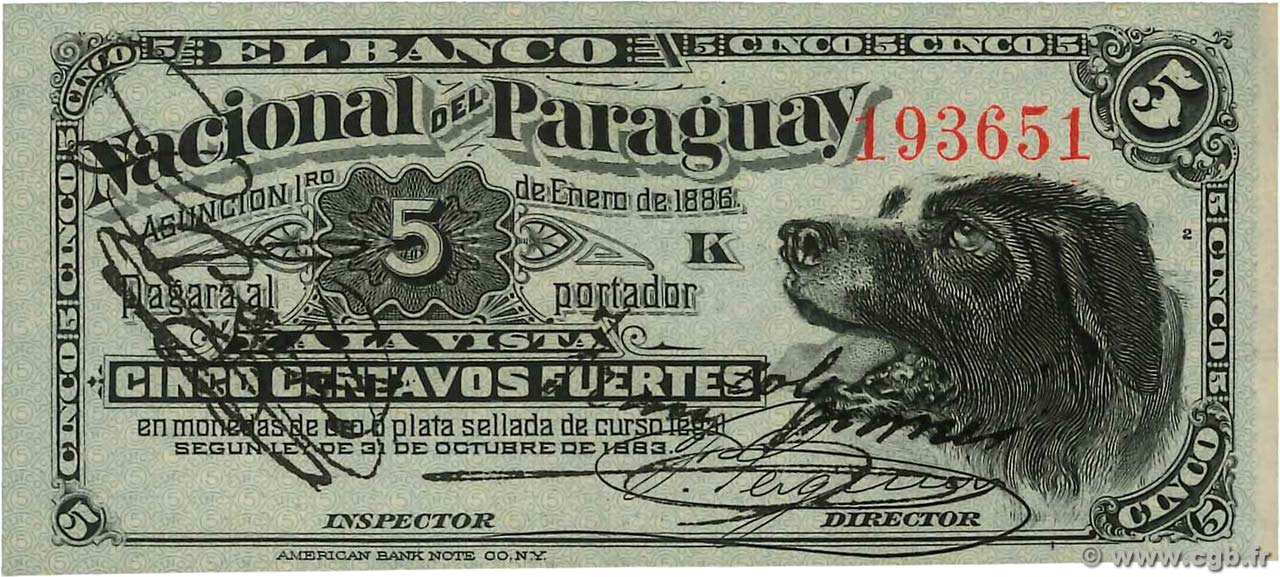 CINCO 5 EL BANCO 5 CINCO 5 CINCO 5
Nacional DEL Paraguay
193651
ASUNCION 1RO de Enero de 1886.
5
K
2
Pagará al portador
A LA VISTA
CINCO CENTAVOS FUERTES
en monedas de oro ó plata sellada de curso legal
SEGUN LEY DE 31 DE OCTUBRE DE 1883.
INSPECTOR DIRECTOR
AMERICAN BANK NOTE CO, N.Y.
CINCO 5 CINCO 5
5
5
5 CINCO 5
CINCO 5
© www.cgb.fr